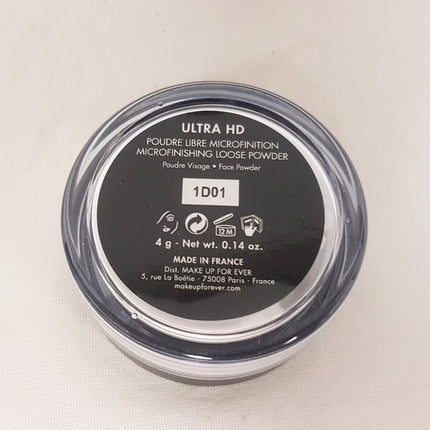 ULTRA HD
POUDRE LIBRE MICROFINITION
MICROFINISHING LOOSE POWDER
Poudre Visage • Face Powder
1D01
12M
4 g - Net wt. 0.14 oz.
MADE IN FRANCE
Dist. MAKE UP FOR EVER
5, rue La Boétie - 75008 Paris - France
makeupforever.com